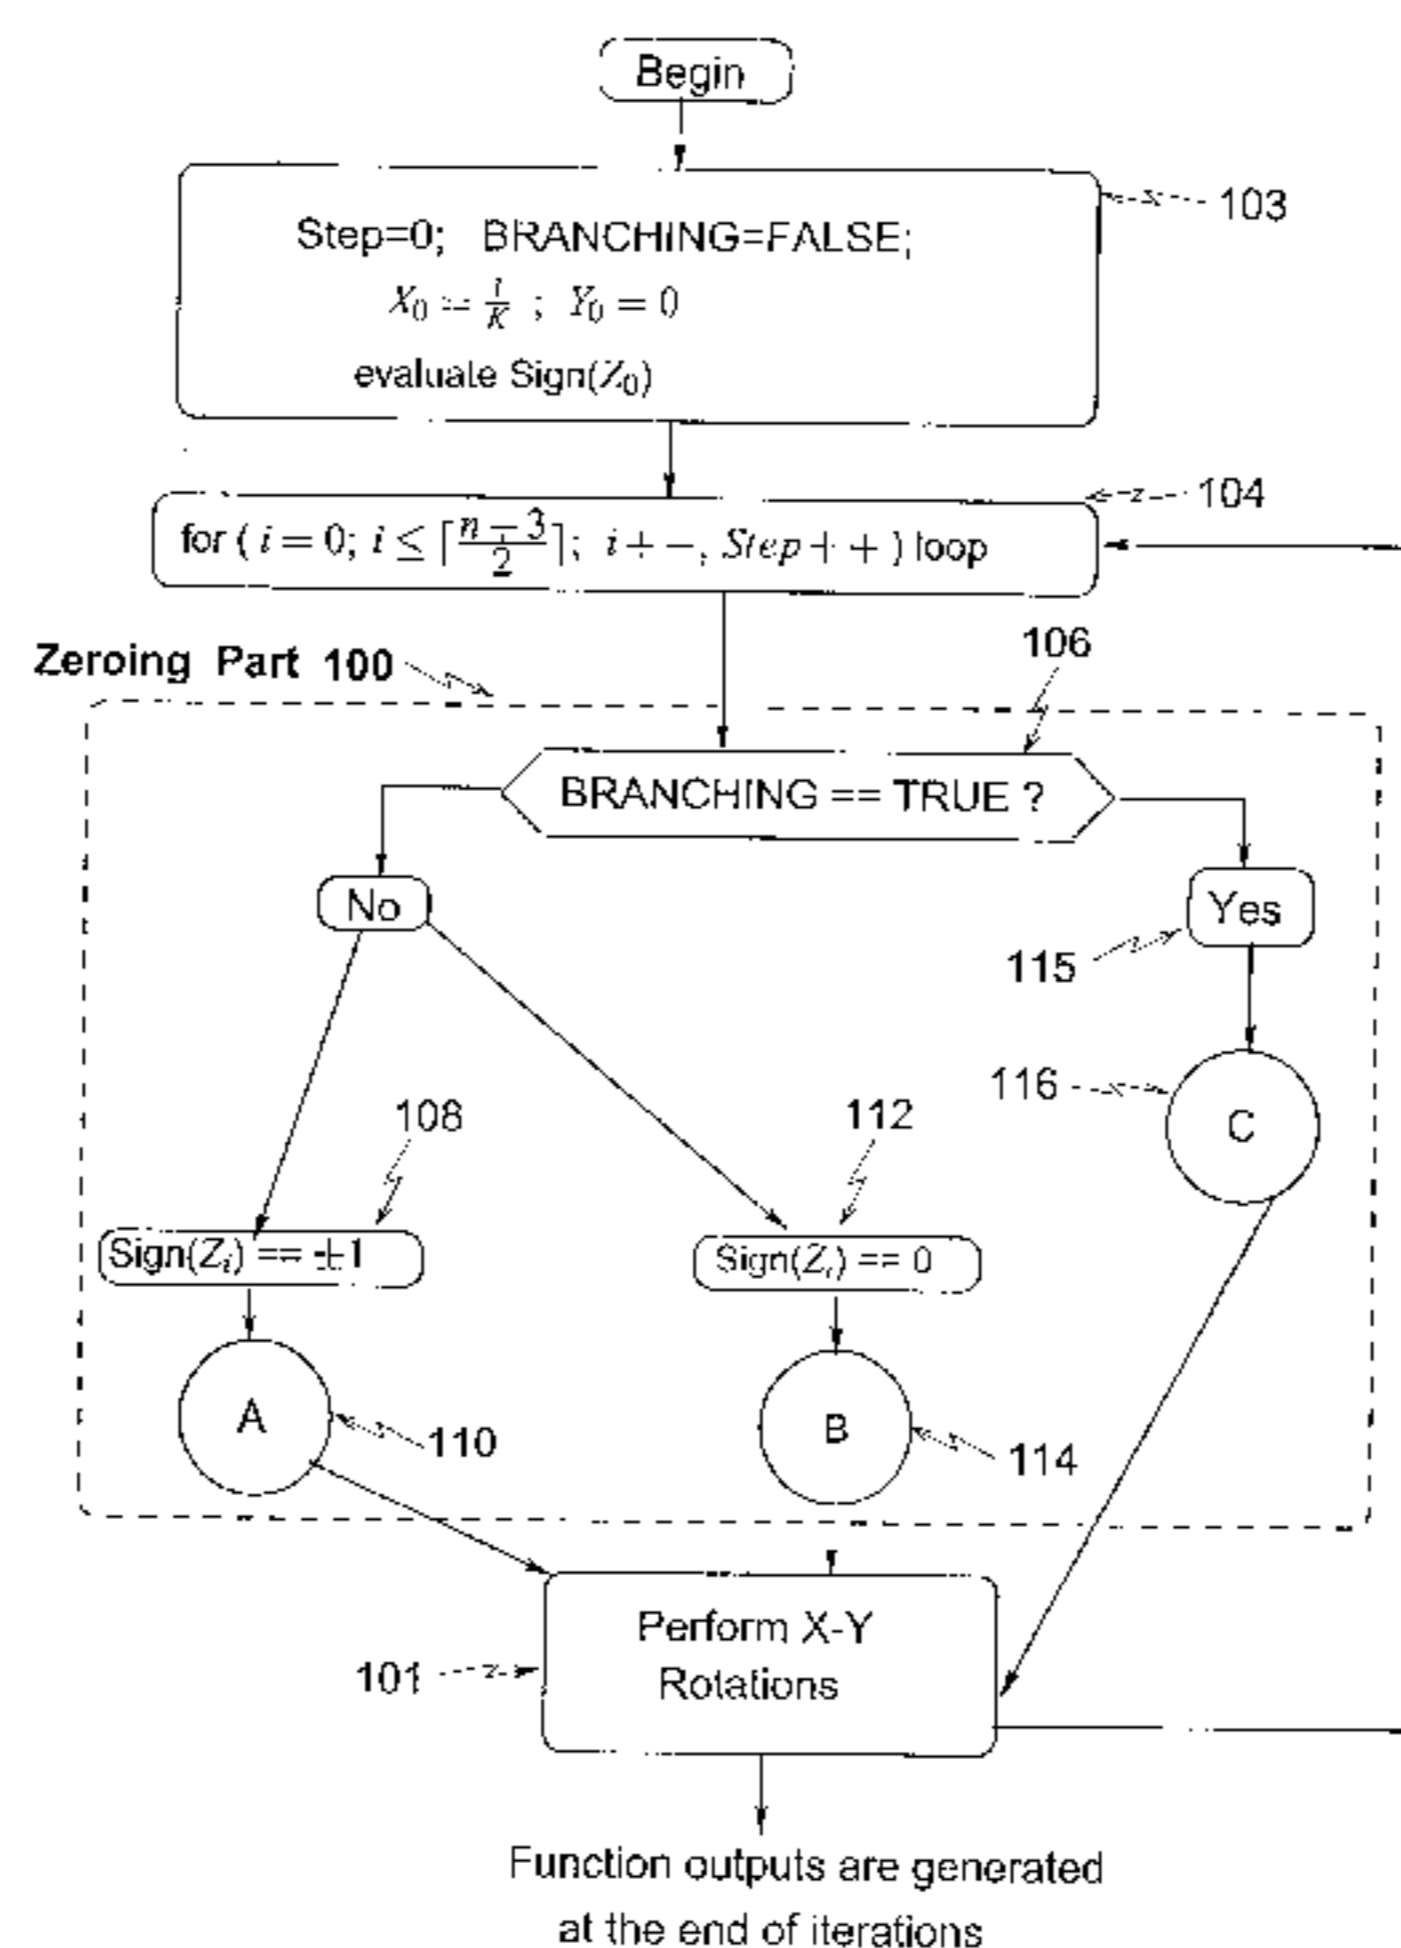 Begin
103
Step=0; BRANCHING=FALSE;
X₀ := 1/K ; Y₀ = 0
evaluate Sign(Z₀)
104
for ( i = 0; i ≤ ⌈(n+3)/2⌉; i++, Step++ ) loop
Zeroing Part 100
106
BRANCHING == TRUE ?
No
Yes
115
116
C
108
112
Sign(Zᵢ) == ±1
Sign(Zᵢ) == 0
A
110
B
114
Perform X-Y
Rotations
101
Function outputs are generated
at the end of iterations